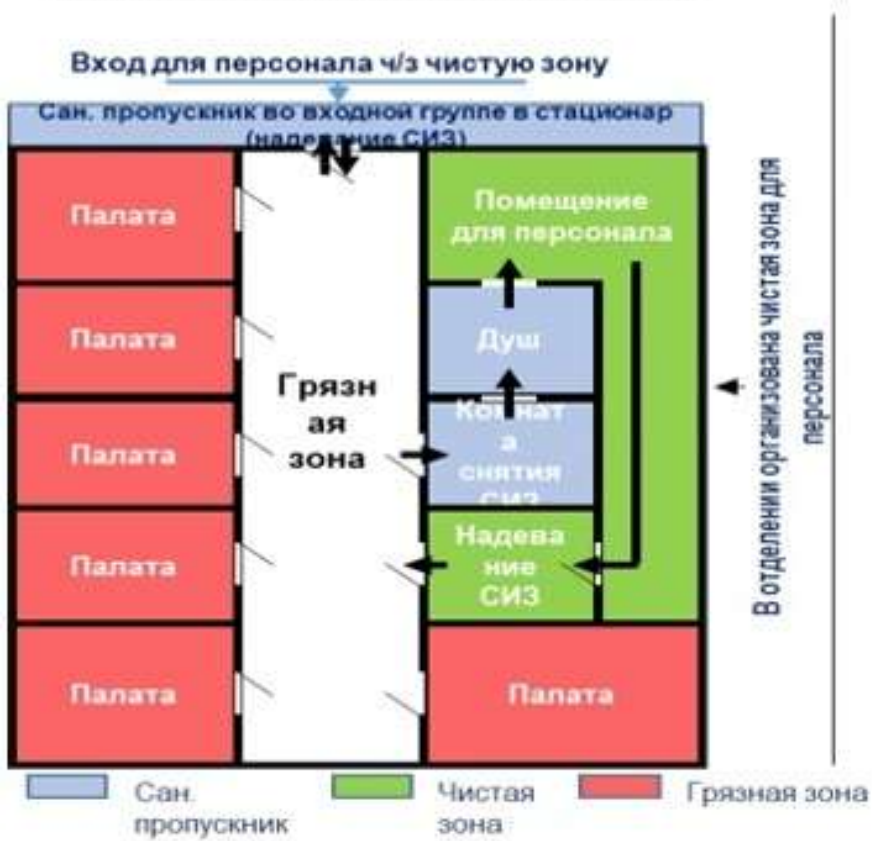 Вход для персонала ч/з чистую зону
Сан. пропускник во входной группе в стационар
(надевание СИЗ)
Палата
Помещение
для персонала
Палата
Душ
Грязн
ая
зона
Палата
Комнат
а
снятия
СИЗ
Палата
Надева
ние
СИЗ
Палата
Палата
В отделении организована чистая зона для
персонала
Сан.
пропускник
Чистая
зона
Грязная зона